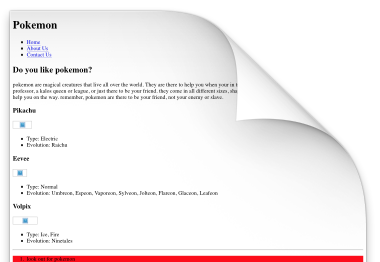 Pokemon
Home
About Us
Contact Us
Do you like pokemon?
pokemon are magical creatures that live all over the world. They are there to help you when your in
professor, a kalos queen or league, or just there to be your friend, they come in all different sizes, sha
help you on the way. remember, pokemon are there to be your friend, not your enemy or slave.
Pikachu
Type: Electric
Evolution: Raichu
Eevee
Type: Normal
Evolution: Umbreon, Espeon, Vaporeon, Sylveon, Jolteon, Flareon, Glaceon, Leafeon
Volpix
Type: Ice, Fire
Evolution: Ninetales
1. look out for pokemon